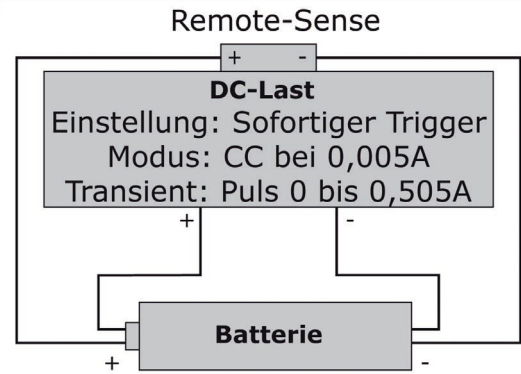 Remote-Sense
+ -
DC-Last
Einstellung: Sofortiger Trigger
Modus: CC bei 0,005A
Transient: Puls 0 bis 0,505A
+ -
Batterie
+ -